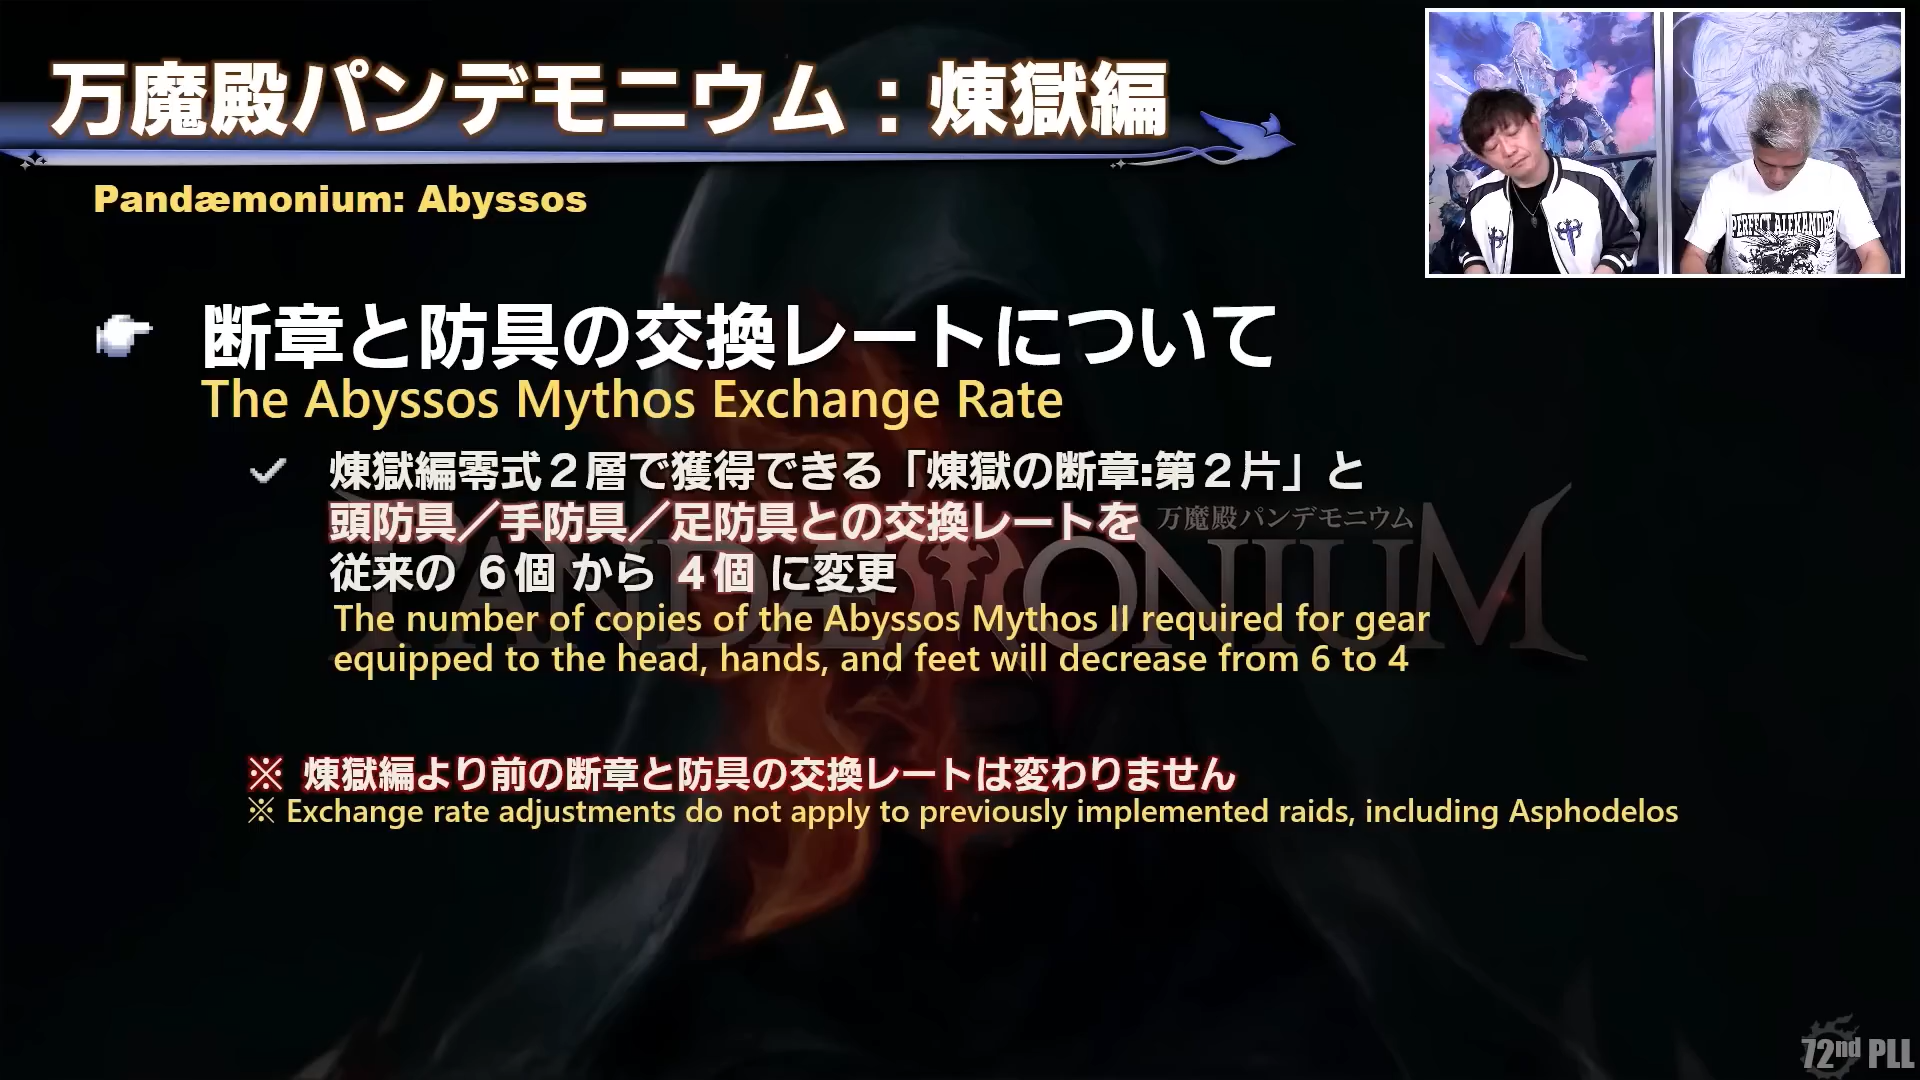 万魔殿パンデモニウム：煉獄編
Pandæmonium: Abyssos
PERFECT ALEXANDER
断章と防具の交換レートについて
The Abyssos Mythos Exchange Rate
煉獄編零式２層で獲得できる「煉獄の断章:第２片」と
頭防具／手防具／足防具との交換レートを
従来の ６個 から ４個 に変更
万魔殿パンデモニウム
PANDÆMONIUM
The number of copies of the Abyssos Mythos II required for gear
equipped to the head, hands, and feet will decrease from 6 to 4
※ 煉獄編より前の断章と防具の交換レートは変わりません
※ Exchange rate adjustments do not apply to previously implemented raids, including Asphodelos
72nd PLL